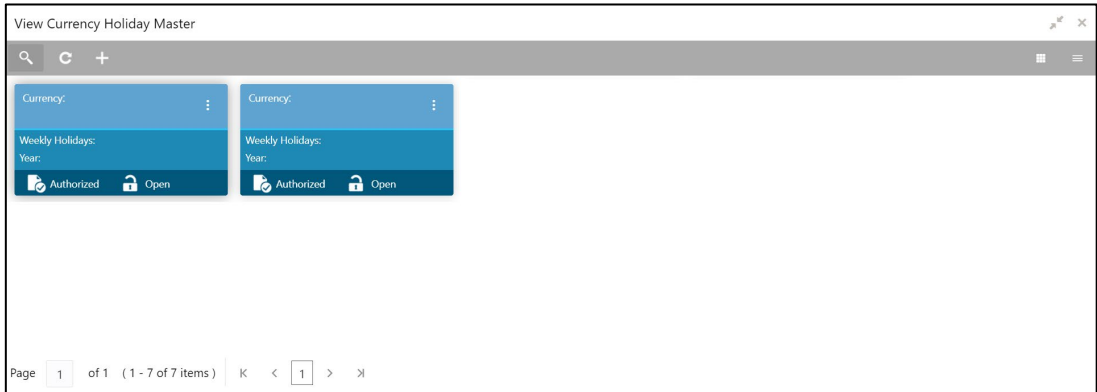 View Currency Holiday Master
Currency: Currency:
Weekly Holidays: Weekly Holidays:
Year: Year:
Authorized Open Authorized Open
Page 1 of 1 ( 1 - 7 of 7 items ) 1